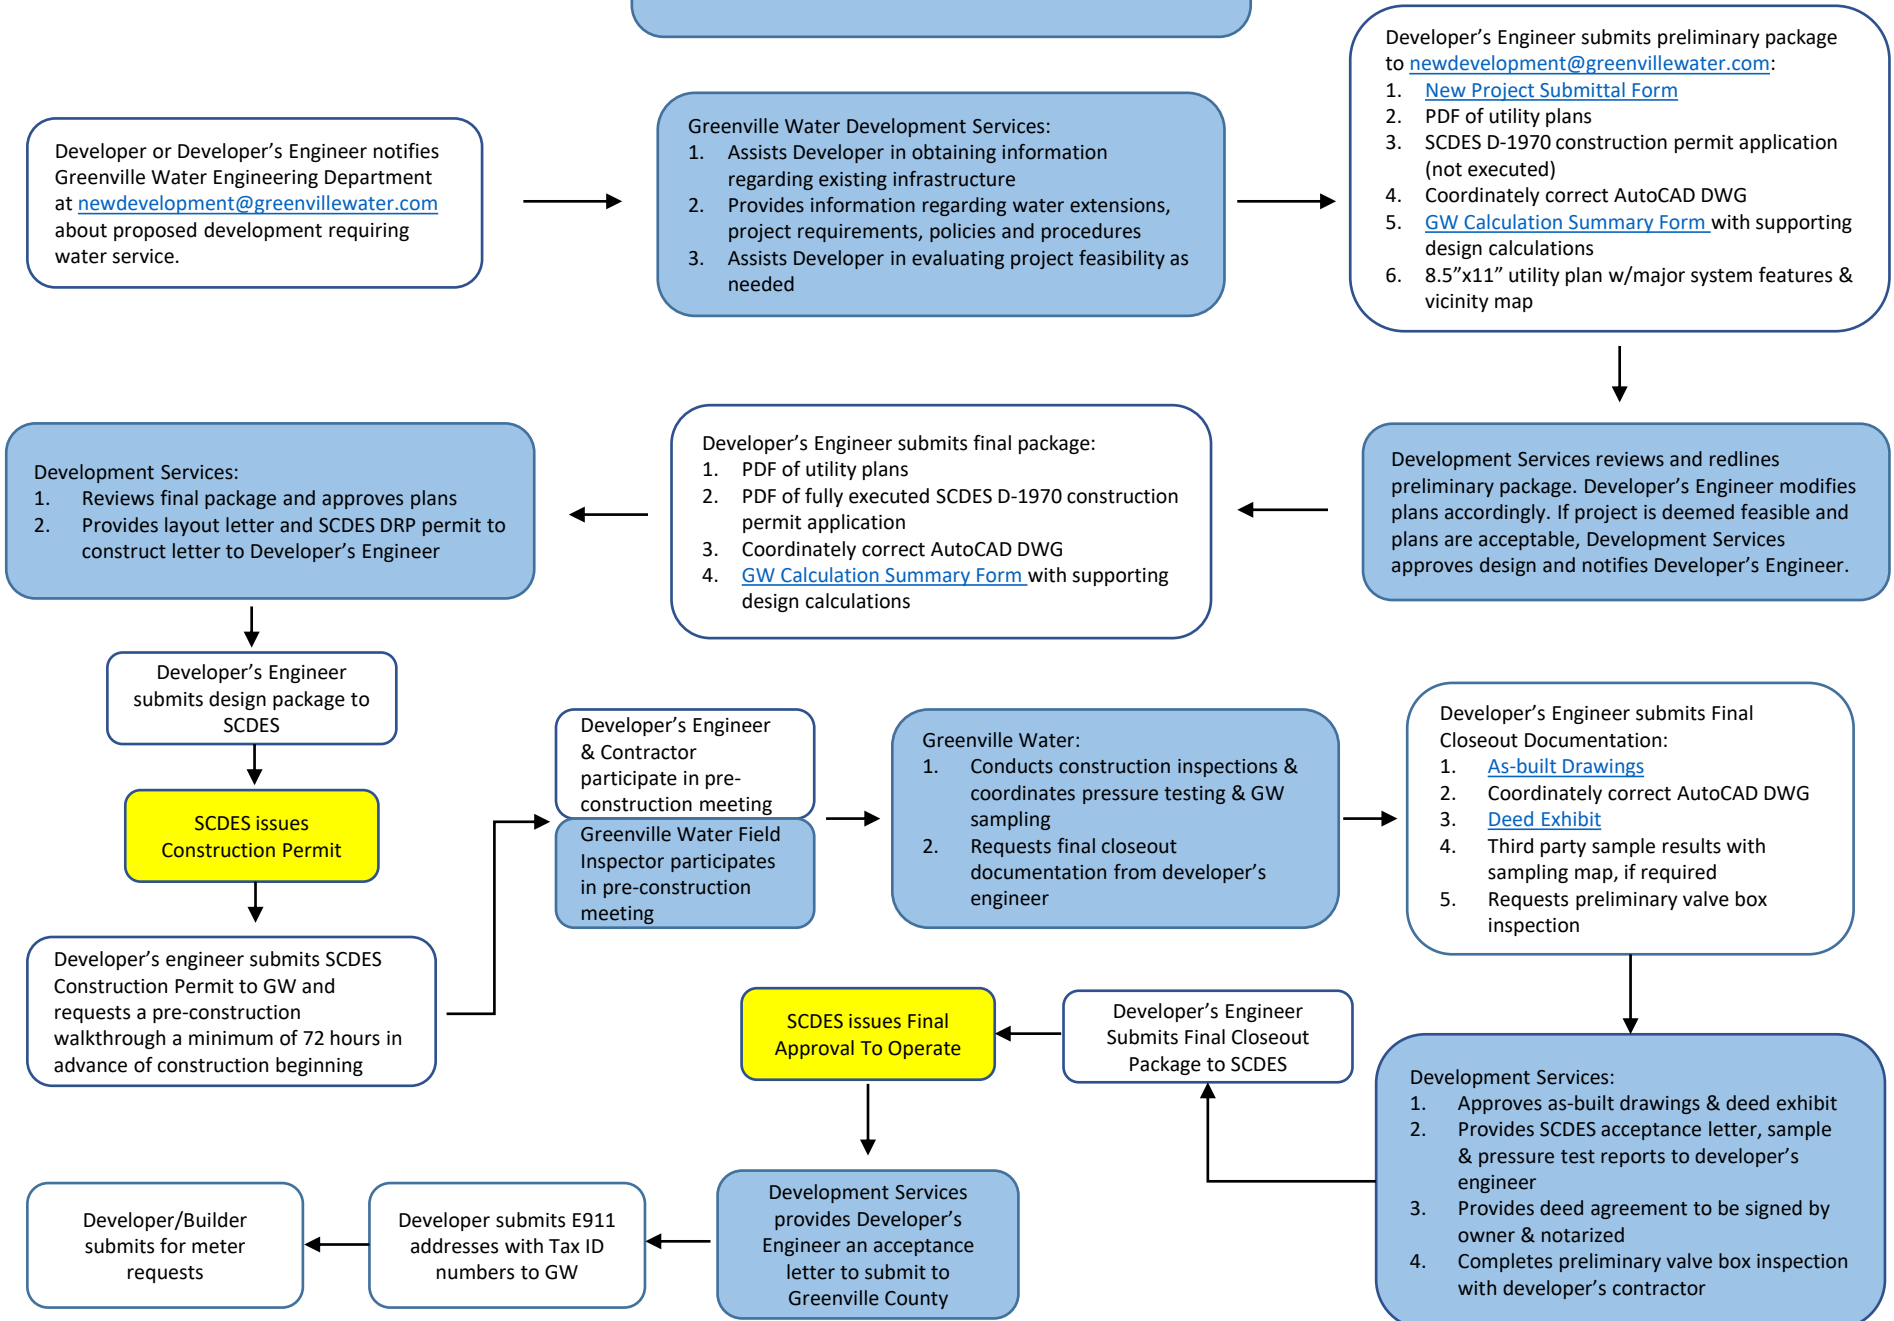 Developer or Developer’s Engineer notifies
Greenville Water Engineering Department
at newdevelopment@greenvillewater.com
about proposed development requiring
water service.
Greenville Water Development Services:
1. Assists Developer in obtaining information
regarding existing infrastructure
2. Provides information regarding water extensions,
project requirements, policies and procedures
3. Assists Developer in evaluating project feasibility as
needed
Developer’s Engineer submits preliminary package
to newdevelopment@greenvillewater.com:
1. New Project Submittal Form
2. PDF of utility plans
3. SCDES D-1970 construction permit application
(not executed)
4. Coordinately correct AutoCAD DWG
5. GW Calculation Summary Form with supporting
design calculations
6. 8.5”x11” utility plan w/major system features &
vicinity map
Development Services reviews and redlines
preliminary package. Developer’s Engineer modifies
plans accordingly. If project is deemed feasible and
plans are acceptable, Development Services
approves design and notifies Developer’s Engineer.
Developer’s Engineer submits final package:
1. PDF of utility plans
2. PDF of fully executed SCDES D-1970 construction
permit application
3. Coordinately correct AutoCAD DWG
4. GW Calculation Summary Form with supporting
design calculations
Development Services:
1. Reviews final package and approves plans
2. Provides layout letter and SCDES DRP permit to
construct letter to Developer’s Engineer
Developer’s Engineer
submits design package to
SCDES
SCDES issues
Construction Permit
Developer’s engineer submits SCDES
Construction Permit to GW and
requests a pre-construction
walkthrough a minimum of 72 hours in
advance of construction beginning
Developer’s Engineer
& Contractor
participate in pre-
construction meeting
Greenville Water Field
Inspector participates
in pre-construction
meeting
Greenville Water:
1. Conducts construction inspections &
coordinates pressure testing & GW
sampling
2. Requests final closeout
documentation from developer’s
engineer
Developer’s Engineer submits Final
Closeout Documentation:
1. As-built Drawings
2. Coordinately correct AutoCAD DWG
3. Deed Exhibit
4. Third party sample results with
sampling map, if required
5. Requests preliminary valve box
inspection
Development Services:
1. Approves as-built drawings & deed exhibit
2. Provides SCDES acceptance letter, sample
& pressure test reports to developer’s
engineer
3. Provides deed agreement to be signed by
owner & notarized
4. Completes preliminary valve box inspection
with developer’s contractor
Developer’s Engineer
Submits Final Closeout
Package to SCDES
SCDES issues Final
Approval To Operate
Development Services
provides Developer’s
Engineer an acceptance
letter to submit to
Greenville County
Developer submits E911
addresses with Tax ID
numbers to GW
Developer/Builder
submits for meter
requests